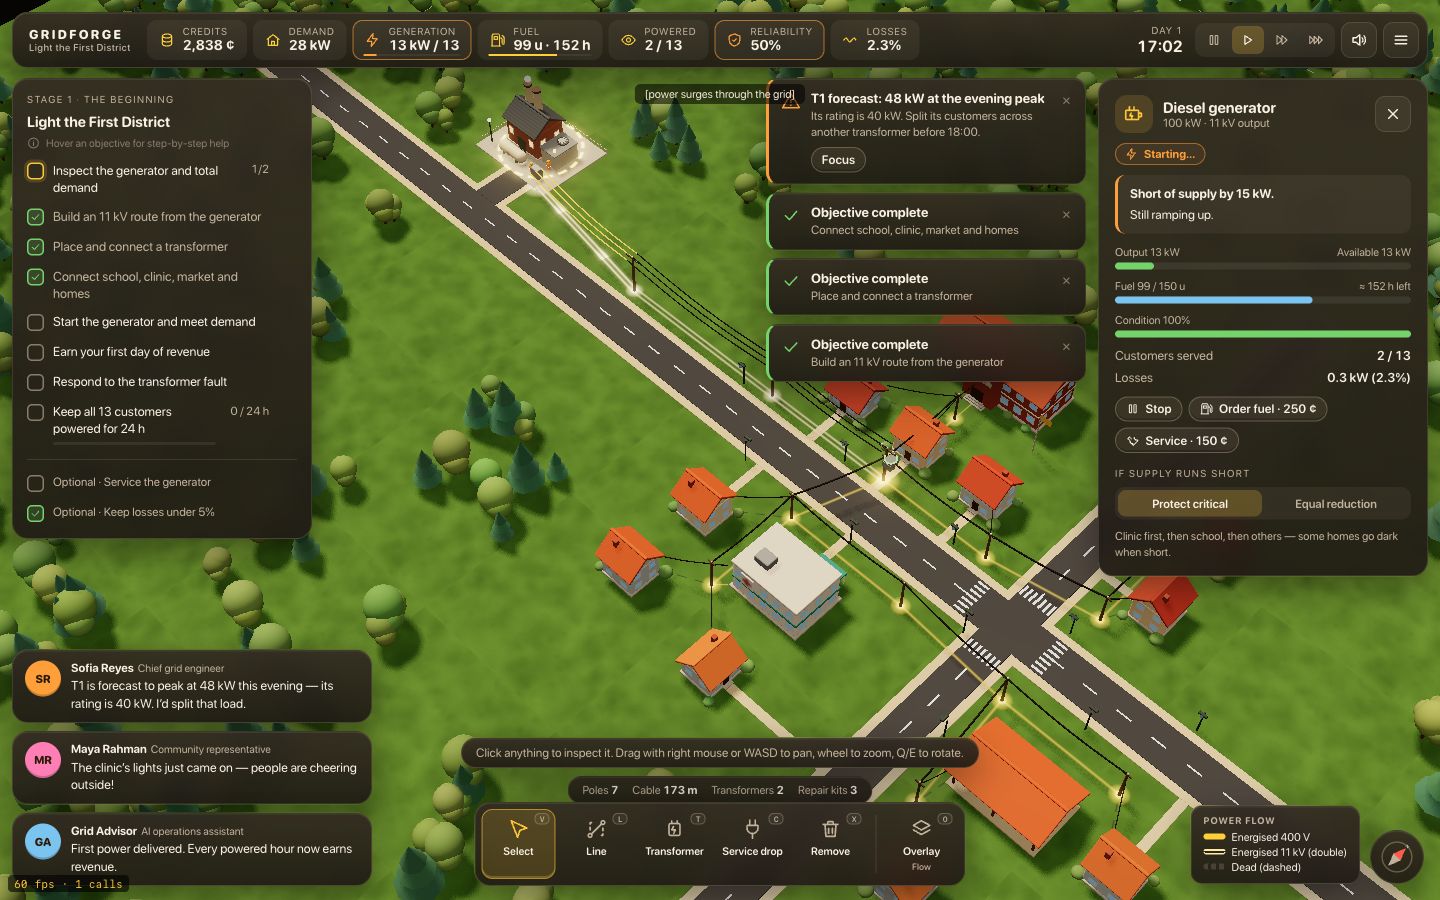 GRIDFORGE
Light the First District
CREDITS
2,838 ¢
DEMAND
28 kW
GENERATION
13 kW / 13
FUEL
99 u · 152 h
POWERED
2 / 13
RELIABILITY
50%
LOSSES
2.3%
DAY 1
17:02
STAGE 1 · THE BEGINNING
Light the First District
Hover an objective for step-by-step help
Inspect the generator and total
demand
1/2
Build an 11 kV route from the generator
Place and connect a transformer
Connect school, clinic, market and
homes
Start the generator and meet demand
Earn your first day of revenue
Respond to the transformer fault
Keep all 13 customers
powered for 24 h
0 / 24 h
Optional · Service the generator
Optional · Keep losses under 5%
[power surges through the grid]
T1 forecast: 48 kW at the evening peak
×
Its rating is 40 kW. Split its customers across
another transformer before 18:00.
Focus
Objective complete
×
Connect school, clinic, market and homes
Objective complete
×
Place and connect a transformer
Objective complete
×
Build an 11 kV route from the generator
Diesel generator
100 kW · 11 kV output
Starting...
Short of supply by 15 kW.
Still ramping up.
Output 13 kW
Available 13 kW
Fuel 99 / 150 u
≈ 152 h left
Condition 100%
Customers served
2 / 13
Losses
0.3 kW (2.3%)
Stop
Order fuel · 250 ¢
Service · 150 ¢
IF SUPPLY RUNS SHORT
Protect critical
Equal reduction
Clinic first, then school, then others — some homes go dark
when short.
SR
Sofia Reyes Chief grid engineer
T1 is forecast to peak at 48 kW this evening — its
rating is 40 kW. I'd split that load.
MR
Maya Rahman Community representative
The clinic's lights just came on — people are cheering
outside!
GA
Grid Advisor AI operations assistant
First power delivered. Every powered hour now earns
revenue.
60 fps · 1 calls
Click anything to inspect it. Drag with right mouse or WASD to pan, wheel to zoom, Q/E to rotate.
Poles 7 Cable 173 m Transformers 2 Repair kits 3
V
Select
L
Line
T
Transformer
C
Service drop
X
Remove
O
Overlay
Flow
POWER FLOW
Energised 400 V
Energised 11 kV (double)
Dead (dashed)